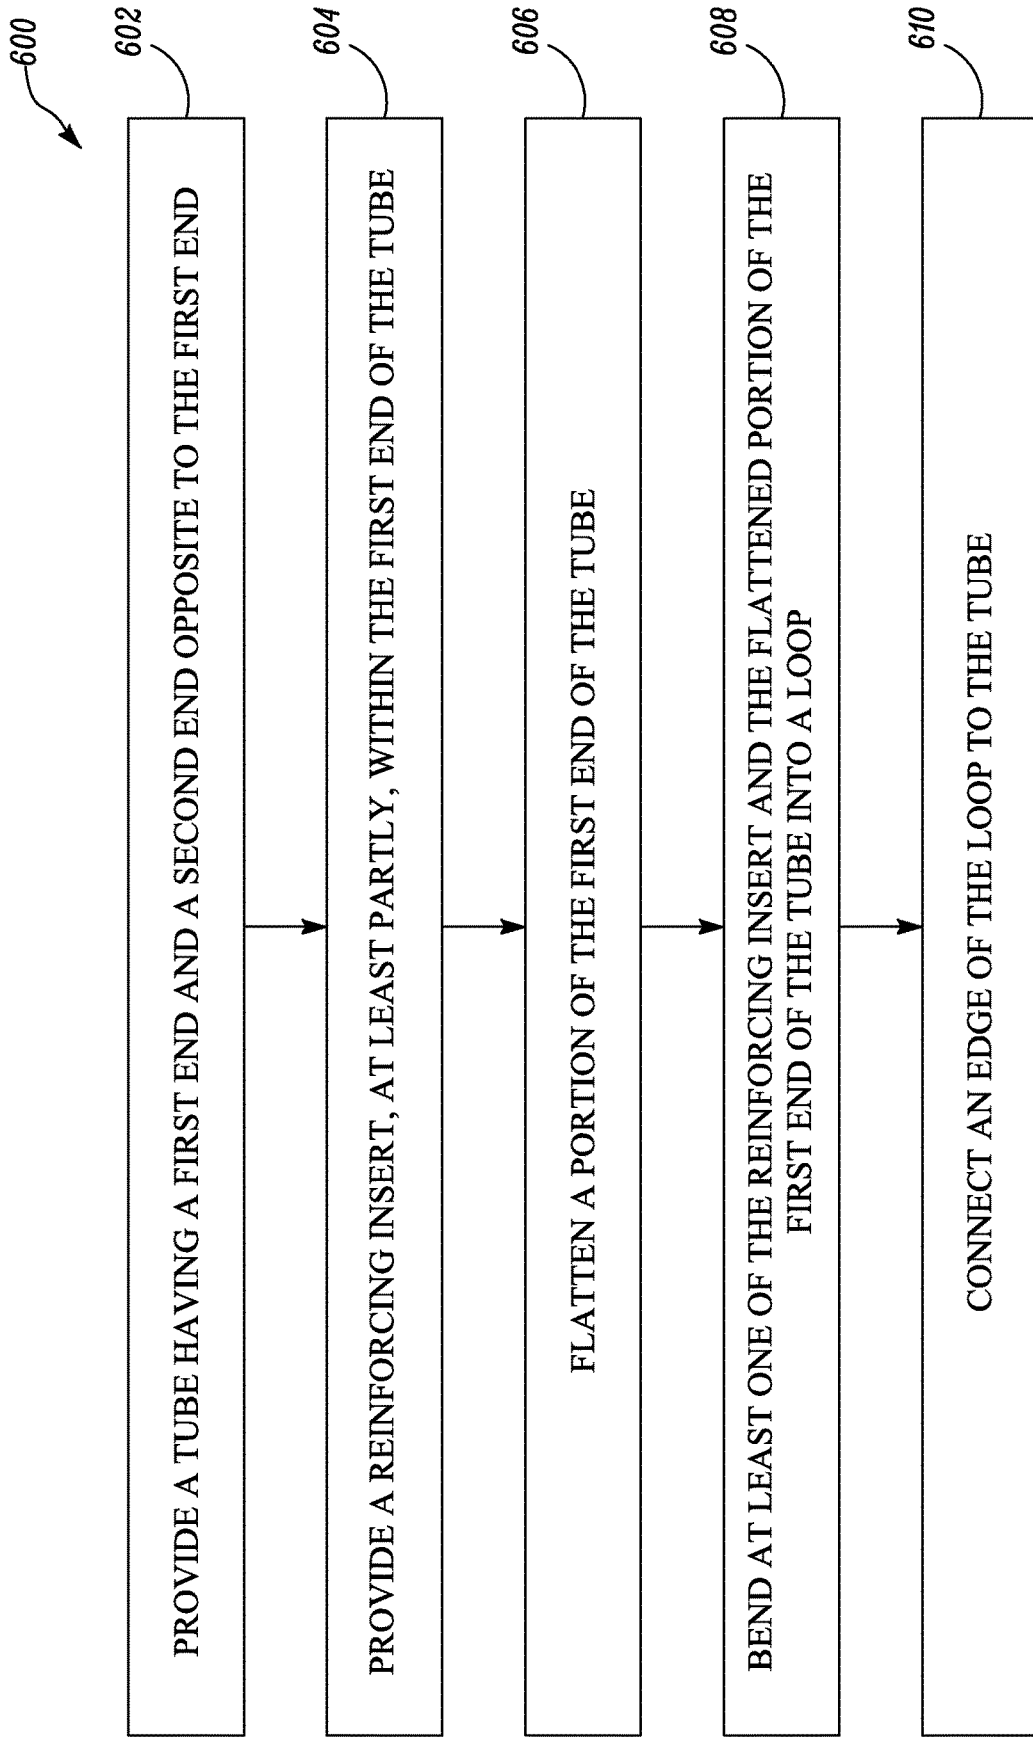 600
602
PROVIDE A TUBE HAVING A FIRST END AND A SECOND END OPPOSITE TO THE FIRST END
604
PROVIDE A REINFORCING INSERT, AT LEAST PARTLY, WITHIN THE FIRST END OF THE TUBE
606
FLATTEN A PORTION OF THE FIRST END OF THE TUBE
608
BEND AT LEAST ONE OF THE REINFORCING INSERT AND THE FLATTENED PORTION OF THE
FIRST END OF THE TUBE INTO A LOOP
610
CONNECT AN EDGE OF THE LOOP TO THE TUBE